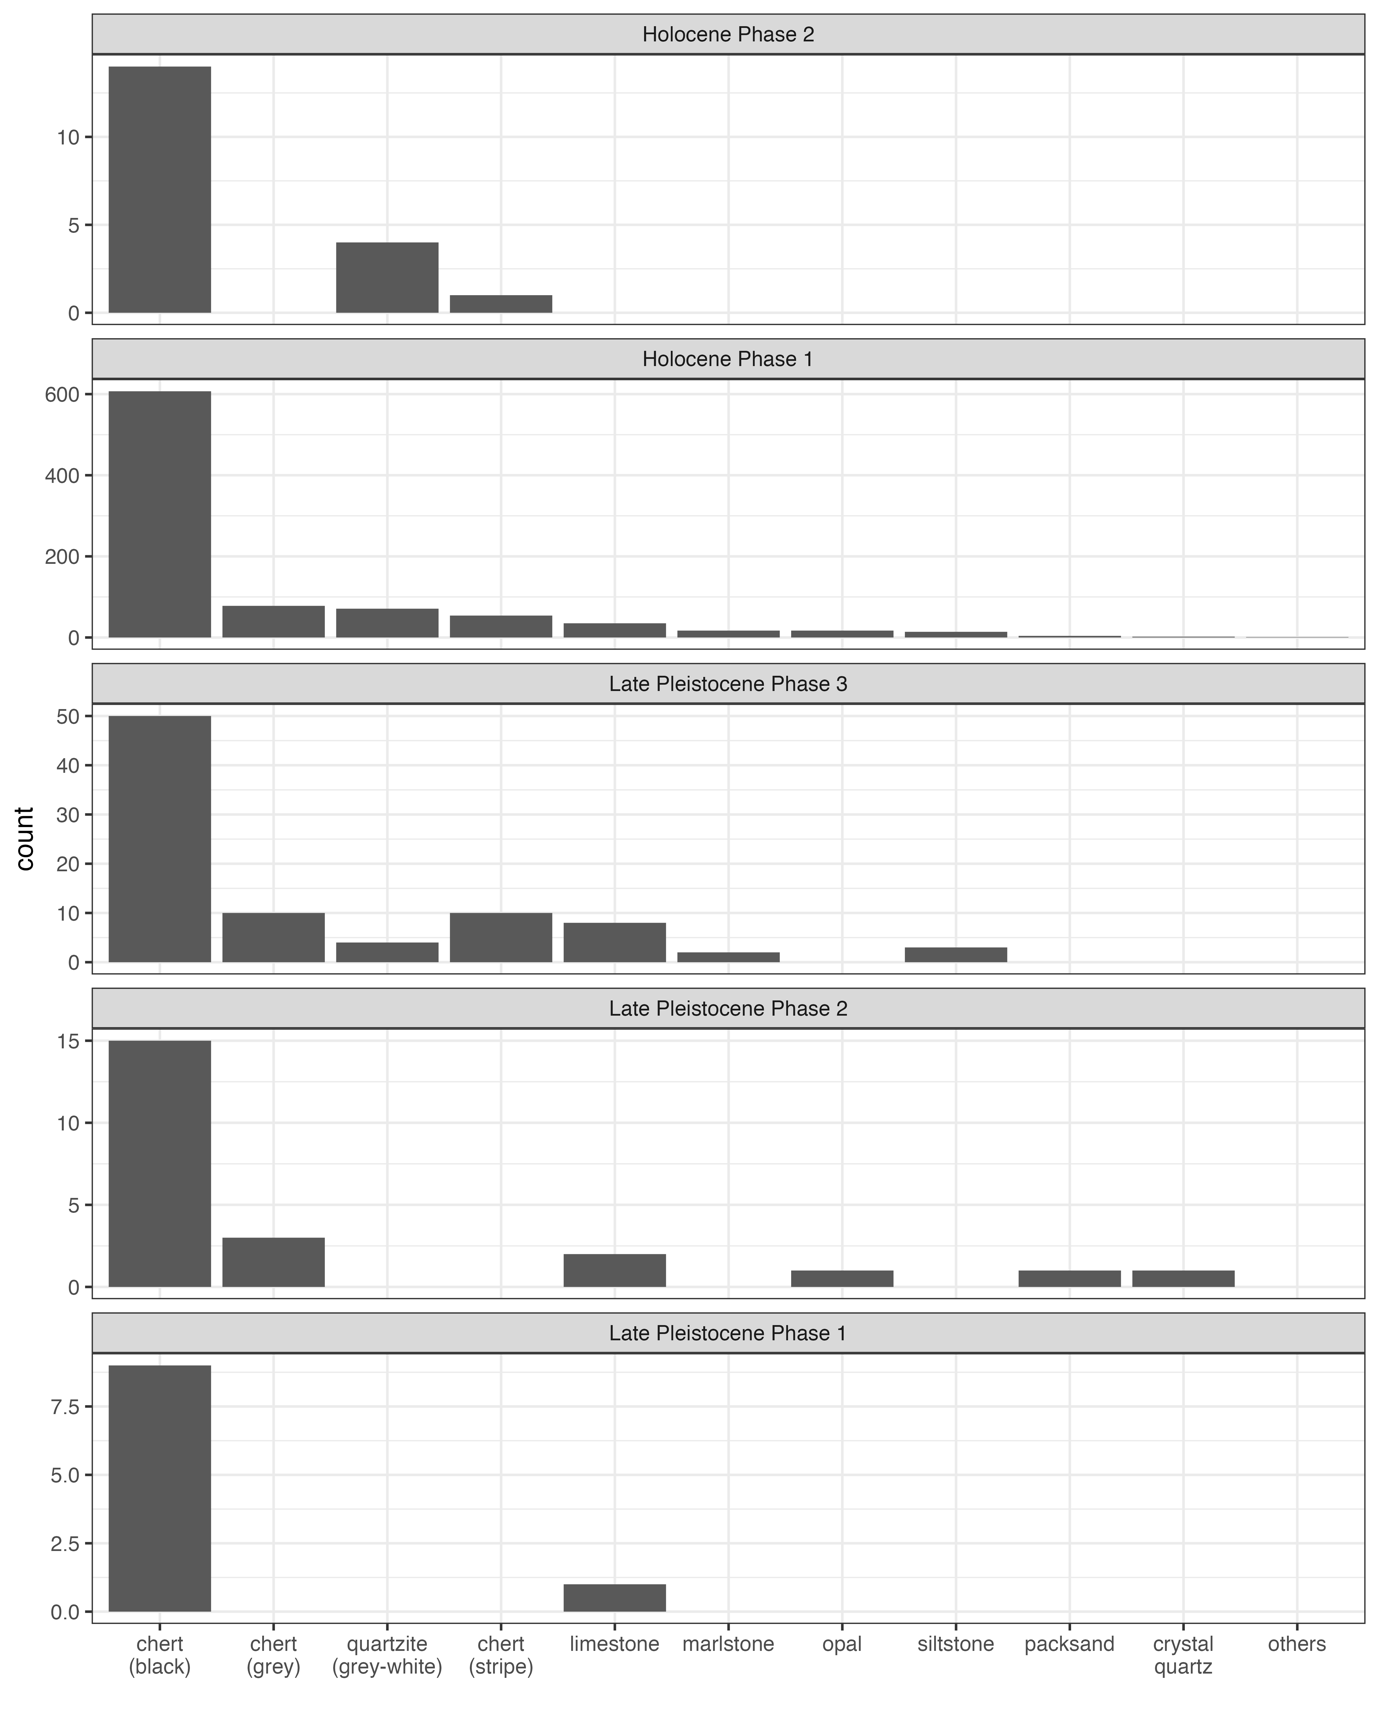 Holocene Phase 2
10
5
0
Holocene Phase 1
600
400
200
0
Late Pleistocene Phase 3
50
40
30
20
10
0
count
Late Pleistocene Phase 2
15
10
5
0
Late Pleistocene Phase 1
7.5
5.0
2.5
0.0
chert chert quartzite chert limestone marlstone opal siltstone packsand crystal others
(black) (grey) (grey-white) (stripe) quartz